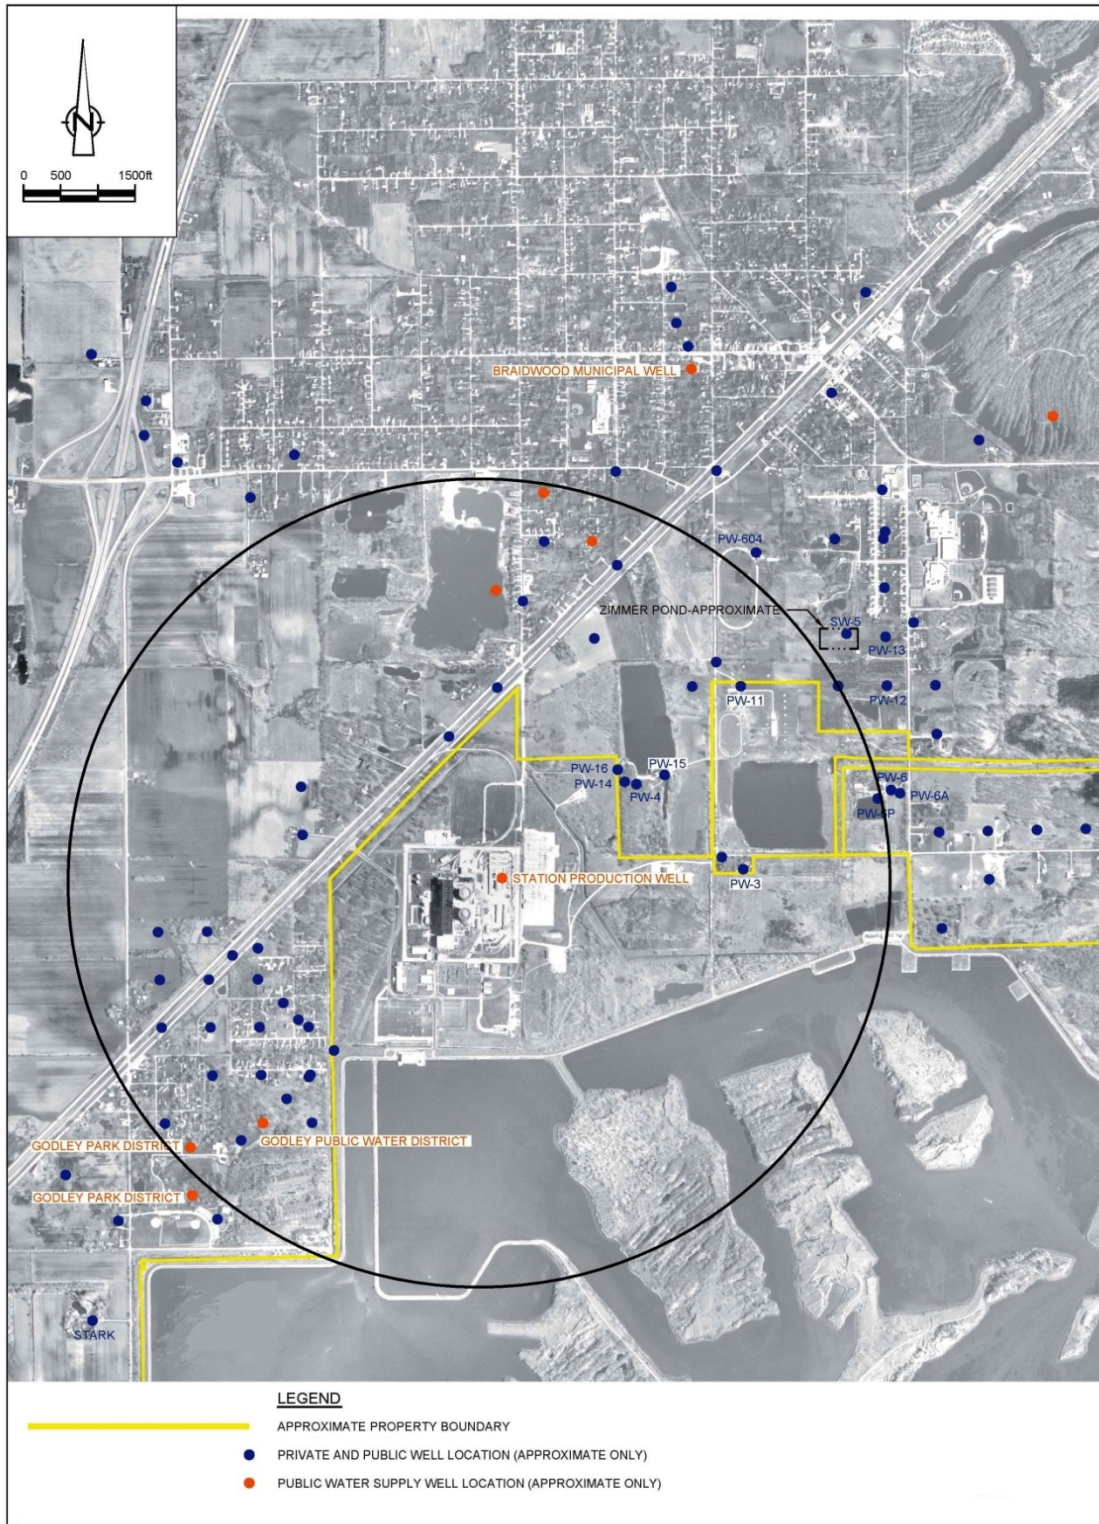 N
0 500 1500ft
BRAIDWOOD MUNICIPAL WELL
PW-604
ZIMMER POND-APPROXIMATE
SW-5
PW-13
PW-11
PW-12
PW-16
PW-15
PW-14
PW-4
PW-6
PW-6A
PW-6P
STATION PRODUCTION WELL
PW-3
GODLEY PUBLIC WATER DISTRICT
GODLEY PARK DISTRICT
GODLEY PARK DISTRICT
STARK
LEGEND
APPROXIMATE PROPERTY BOUNDARY
PRIVATE AND PUBLIC WELL LOCATION (APPROXIMATE ONLY)
PUBLIC WATER SUPPLY WELL LOCATION (APPROXIMATE ONLY)